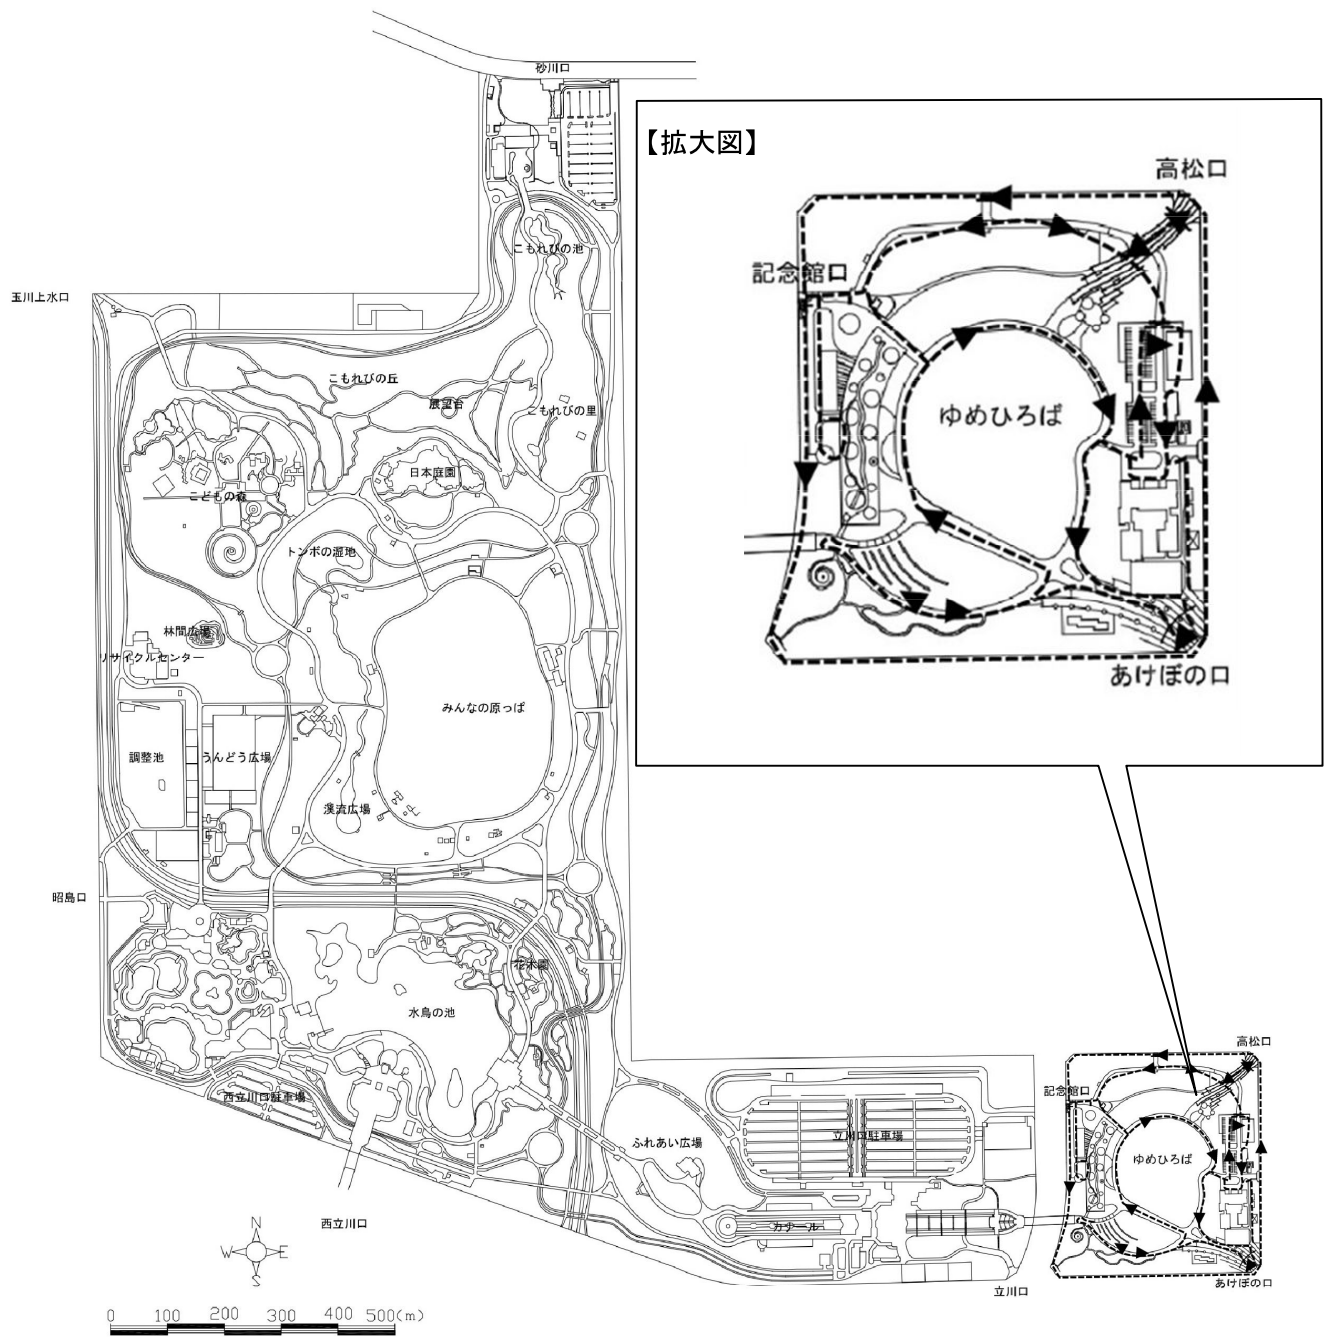 砂川口
【拡大図】
高松口
記念館口
ゆめひろば
あけぼの口
こもれびの池
玉川上水口
こもれびの丘
展望台
こもれびの里
日本庭園
こどもの森
トンボの湿地
林間広場
リサイクルセンター
みんなの原っぱ
調整池
うんどう広場
渓流広場
昭島口
花木園
水鳥の池
西立川口駐車場
ふれあい広場
立川口駐車場
カナール
西立川口
立川口
高松口
記念館口
ゆめひろば
あけぼの口
N
W E
S
0 100 200 300 400 500(m)